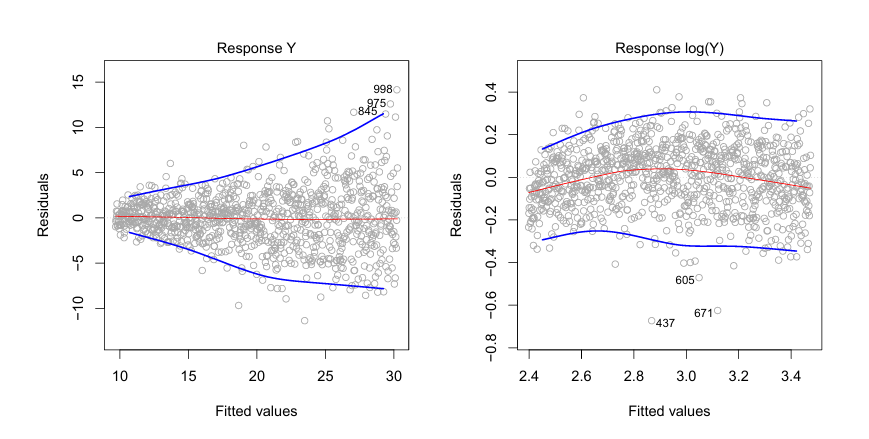 Response Y
Residuals
15
10
5
0
−5
−10
998
975
845
10 15 20 25 30
Fitted values
Response log(Y)
Residuals
0.4
0.2
0.0
−0.2
−0.4
−0.6
−0.8
605
671
437
2.4 2.6 2.8 3.0 3.2 3.4
Fitted values